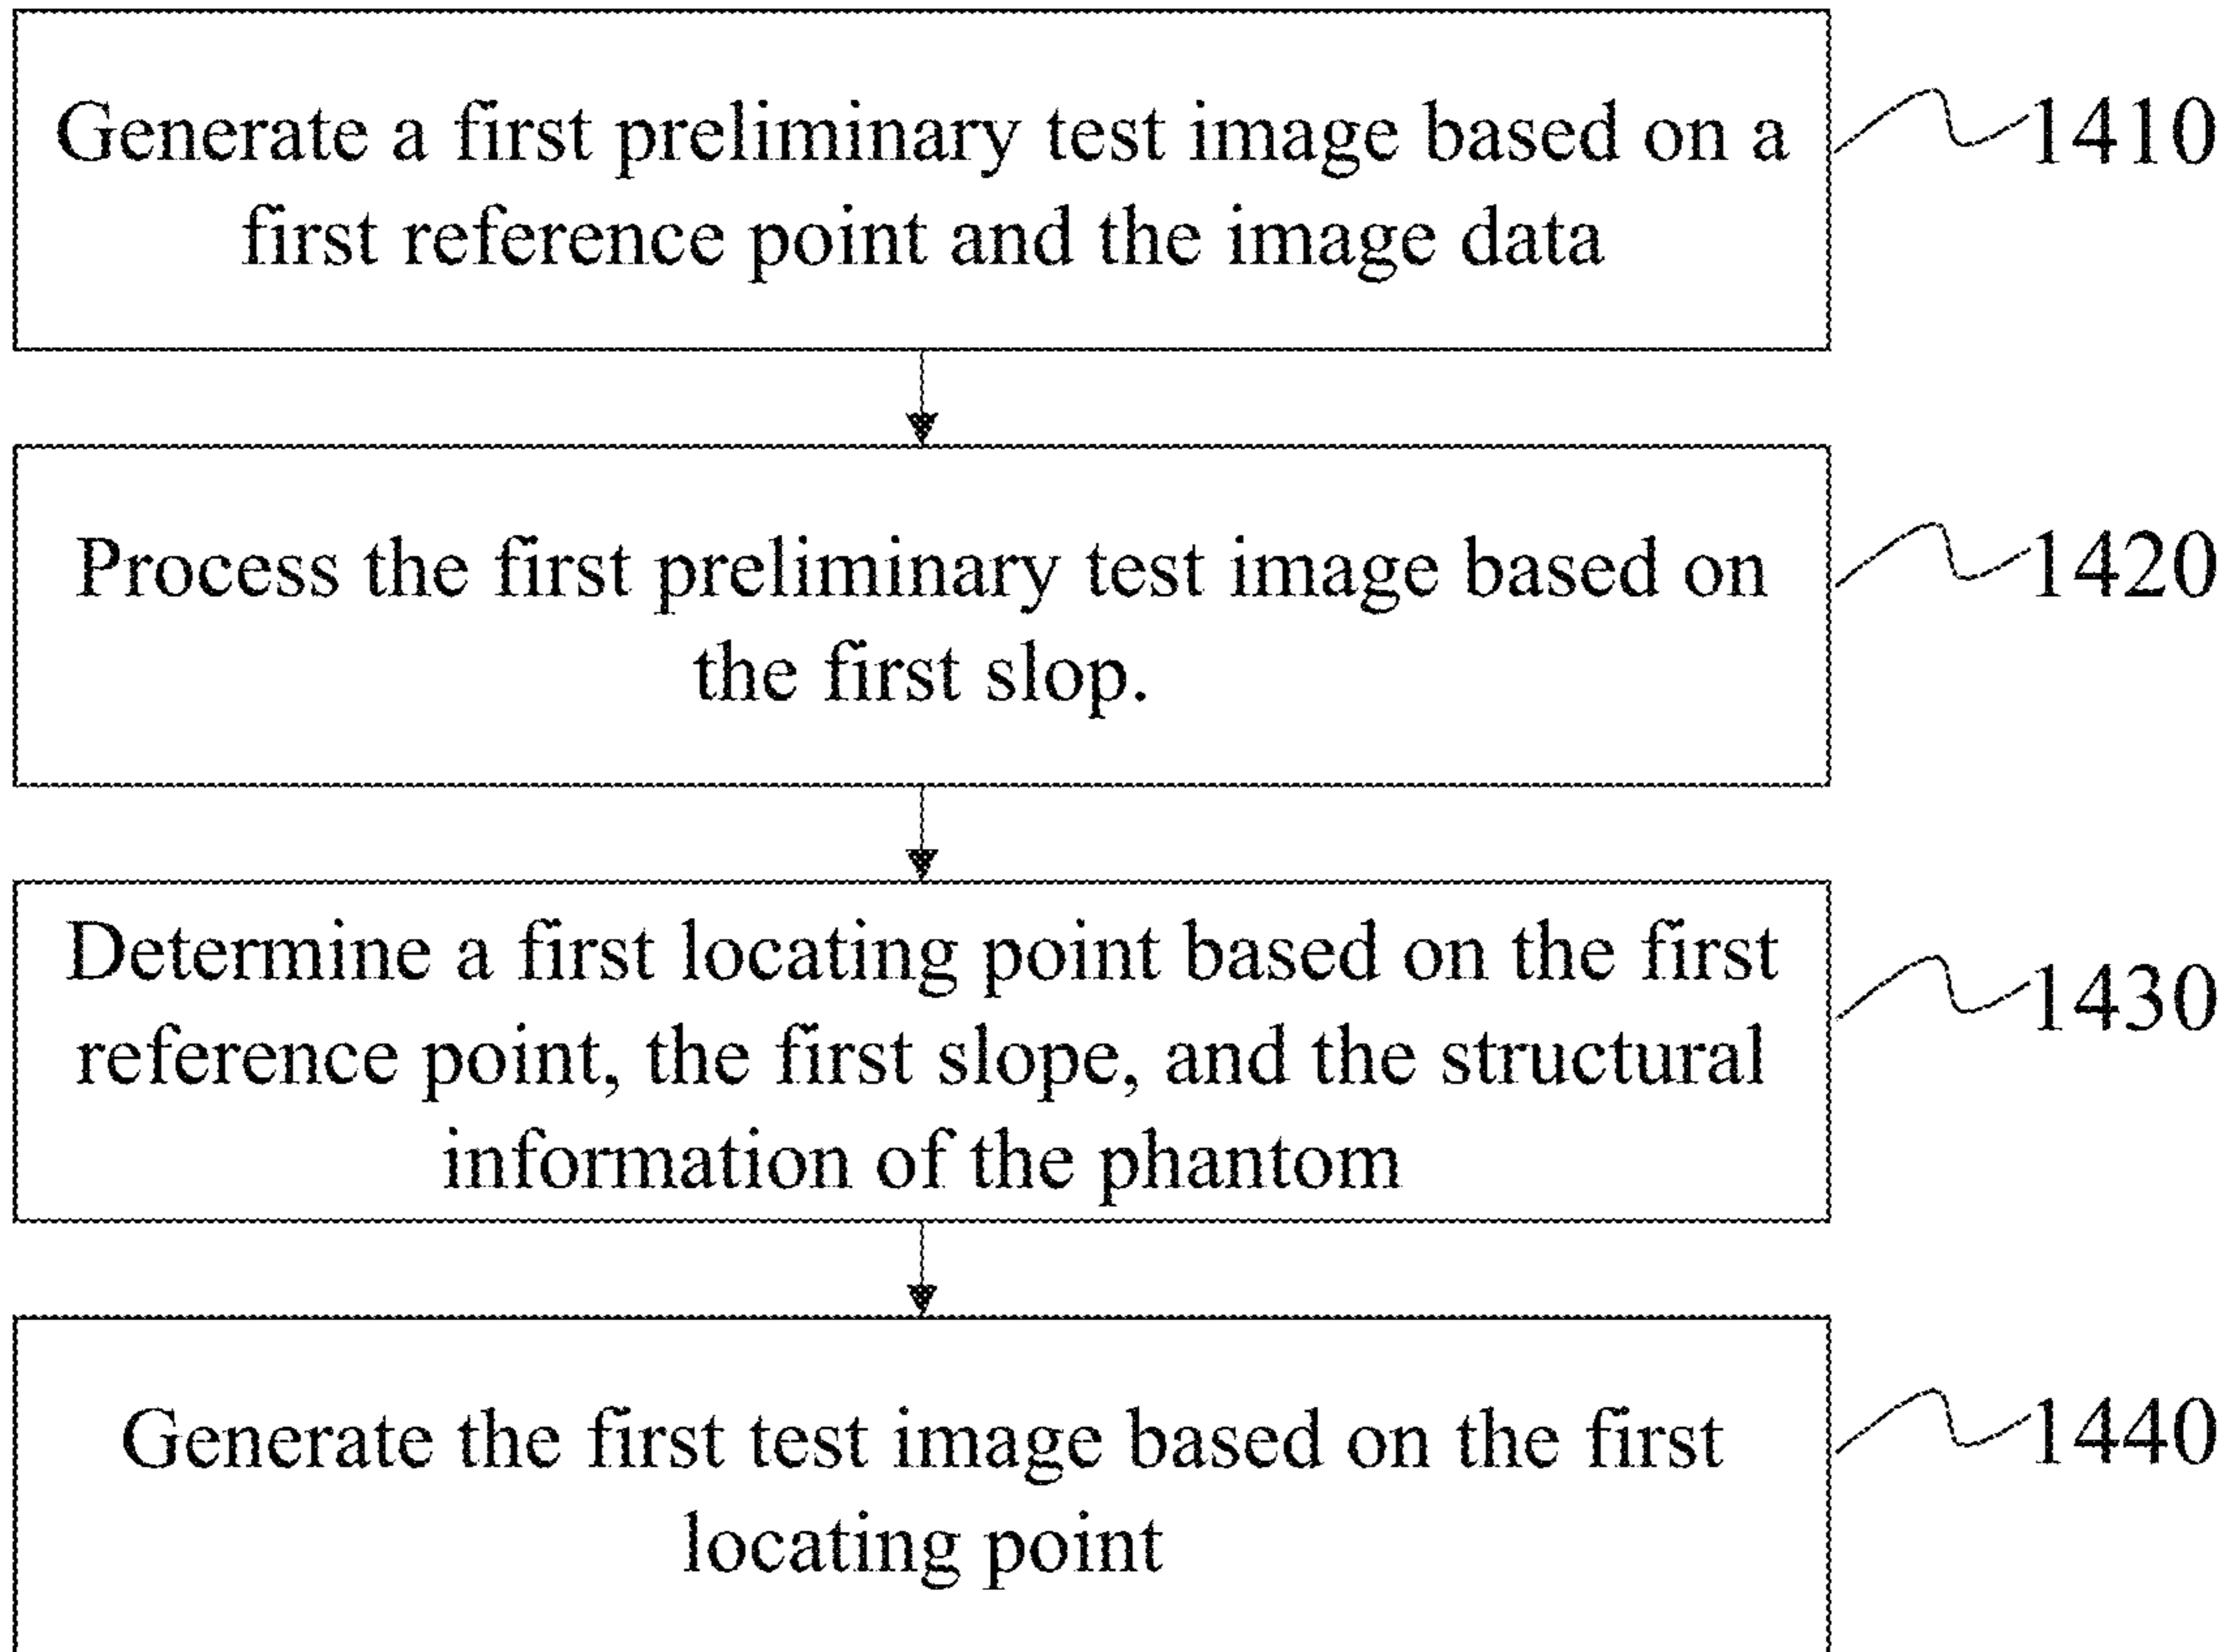 Generate a first preliminary test image based on a
first reference point and the image data
1410
Process the first preliminary test image based on
the first slop.
1420
Determine a first locating point based on the first
reference point, the first slope, and the structural
information of the phantom
1430
Generate the first test image based on the first
locating point
1440